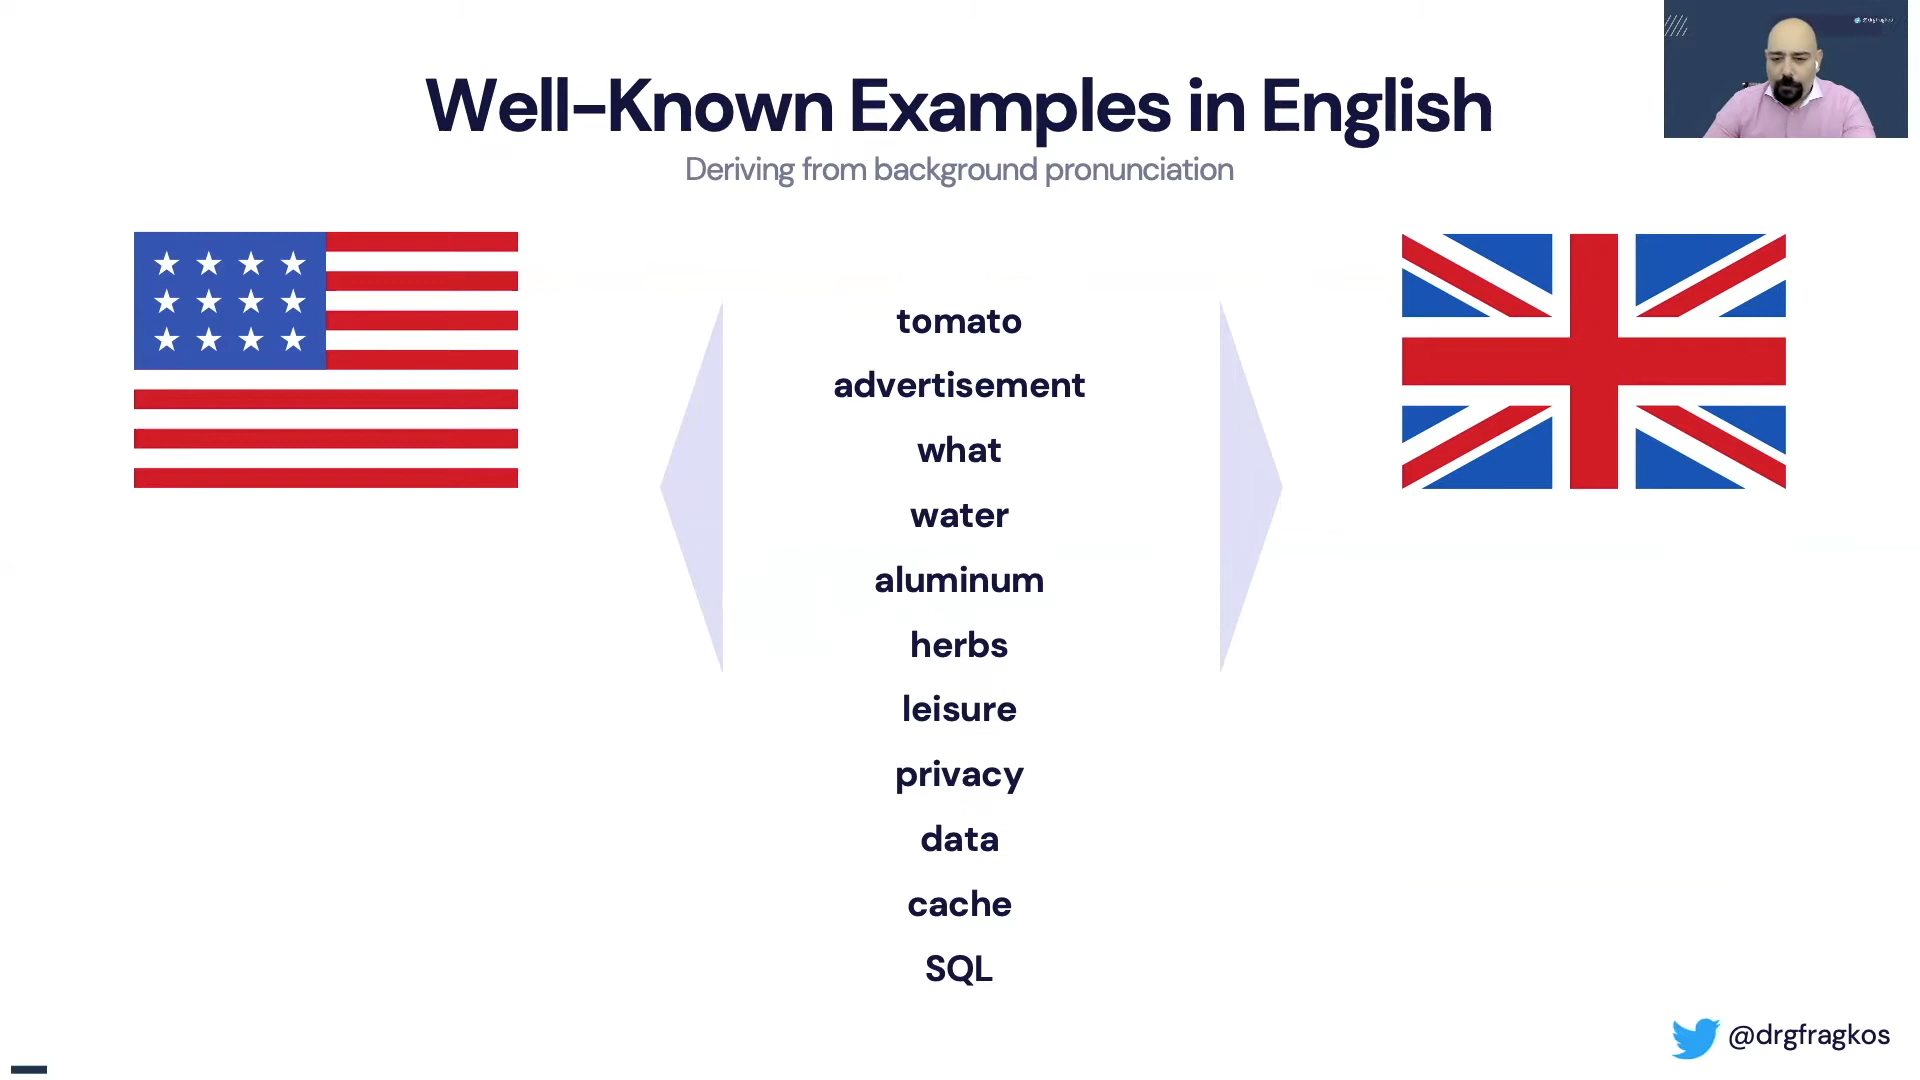 Well-Known Examples in English
Deriving from background pronunciation
tomato
advertisement
what
water
aluminum
herbs
leisure
privacy
data
cache
SQL
@drgfragkos